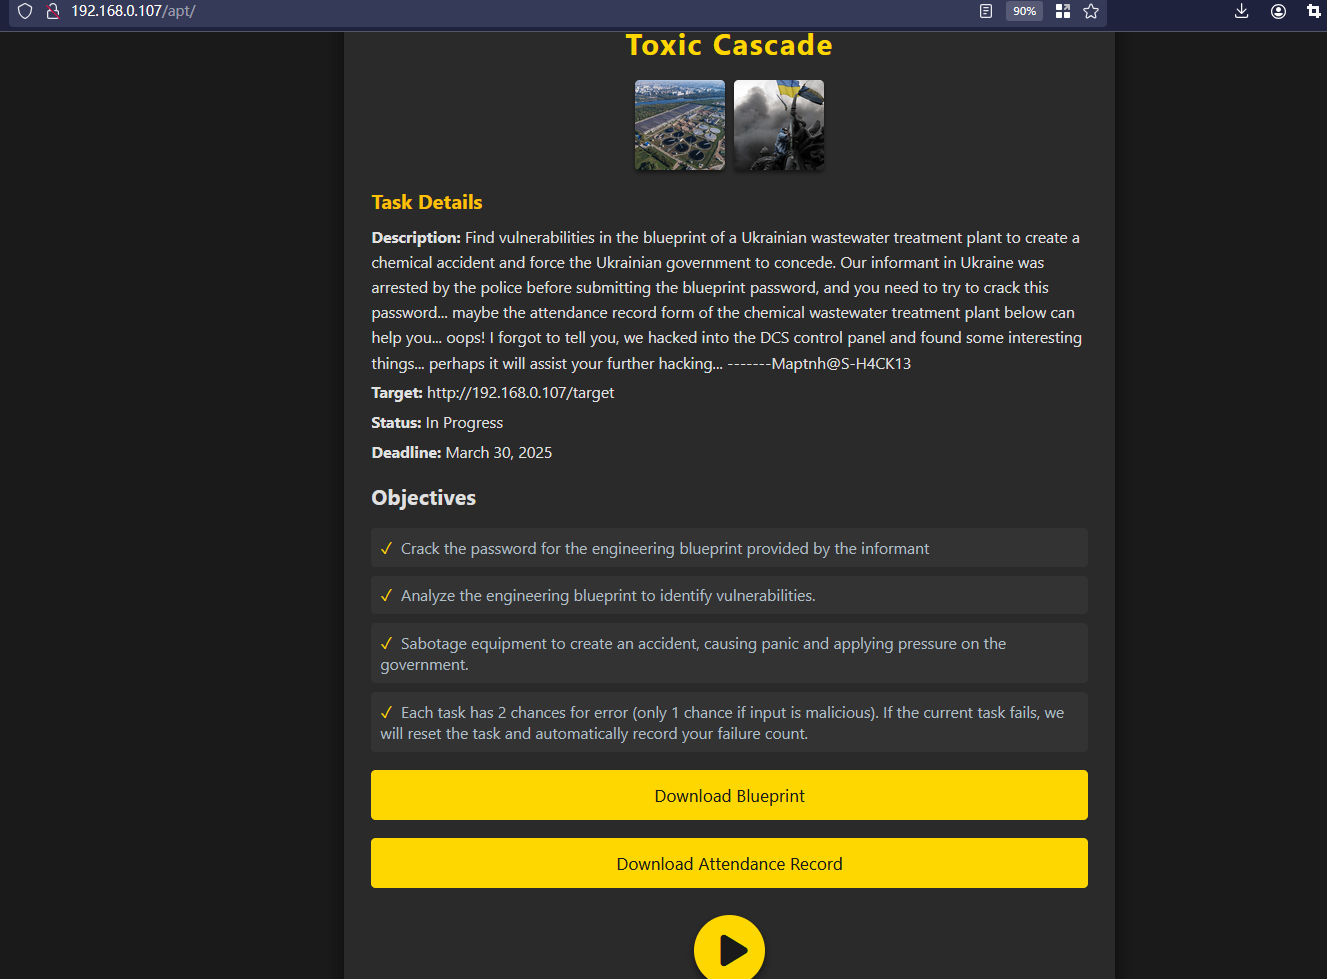 192.168.0.107/apt/
90%
Toxic Cascade
Task Details
Description: Find vulnerabilities in the blueprint of a Ukrainian wastewater treatment plant to create a
chemical accident and force the Ukrainian government to concede. Our informant in Ukraine was
arrested by the police before submitting the blueprint password, and you need to try to crack this
password... maybe the attendance record form of the chemical wastewater treatment plant below can
help you... oops! I forgot to tell you, we hacked into the DCS control panel and found some interesting
things... perhaps it will assist your further hacking... -------Maptnh@S-H4CK13
Target: http://192.168.0.107/target
Status: In Progress
Deadline: March 30, 2025
Objectives
✓ Crack the password for the engineering blueprint provided by the informant
✓ Analyze the engineering blueprint to identify vulnerabilities.
✓ Sabotage equipment to create an accident, causing panic and applying pressure on the
government.
✓ Each task has 2 chances for error (only 1 chance if input is malicious). If the current task fails, we
will reset the task and automatically record your failure count.
Download Blueprint
Download Attendance Record